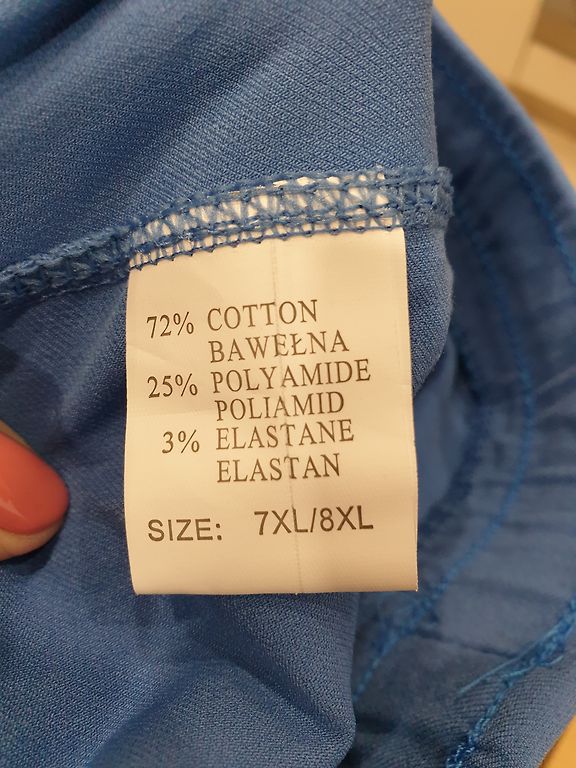 72% COTTON
BAWEŁNA
25% POLYAMIDE
POLIAMID
3% ELASTANE
ELASTAN
SIZE: 7XL/8XL